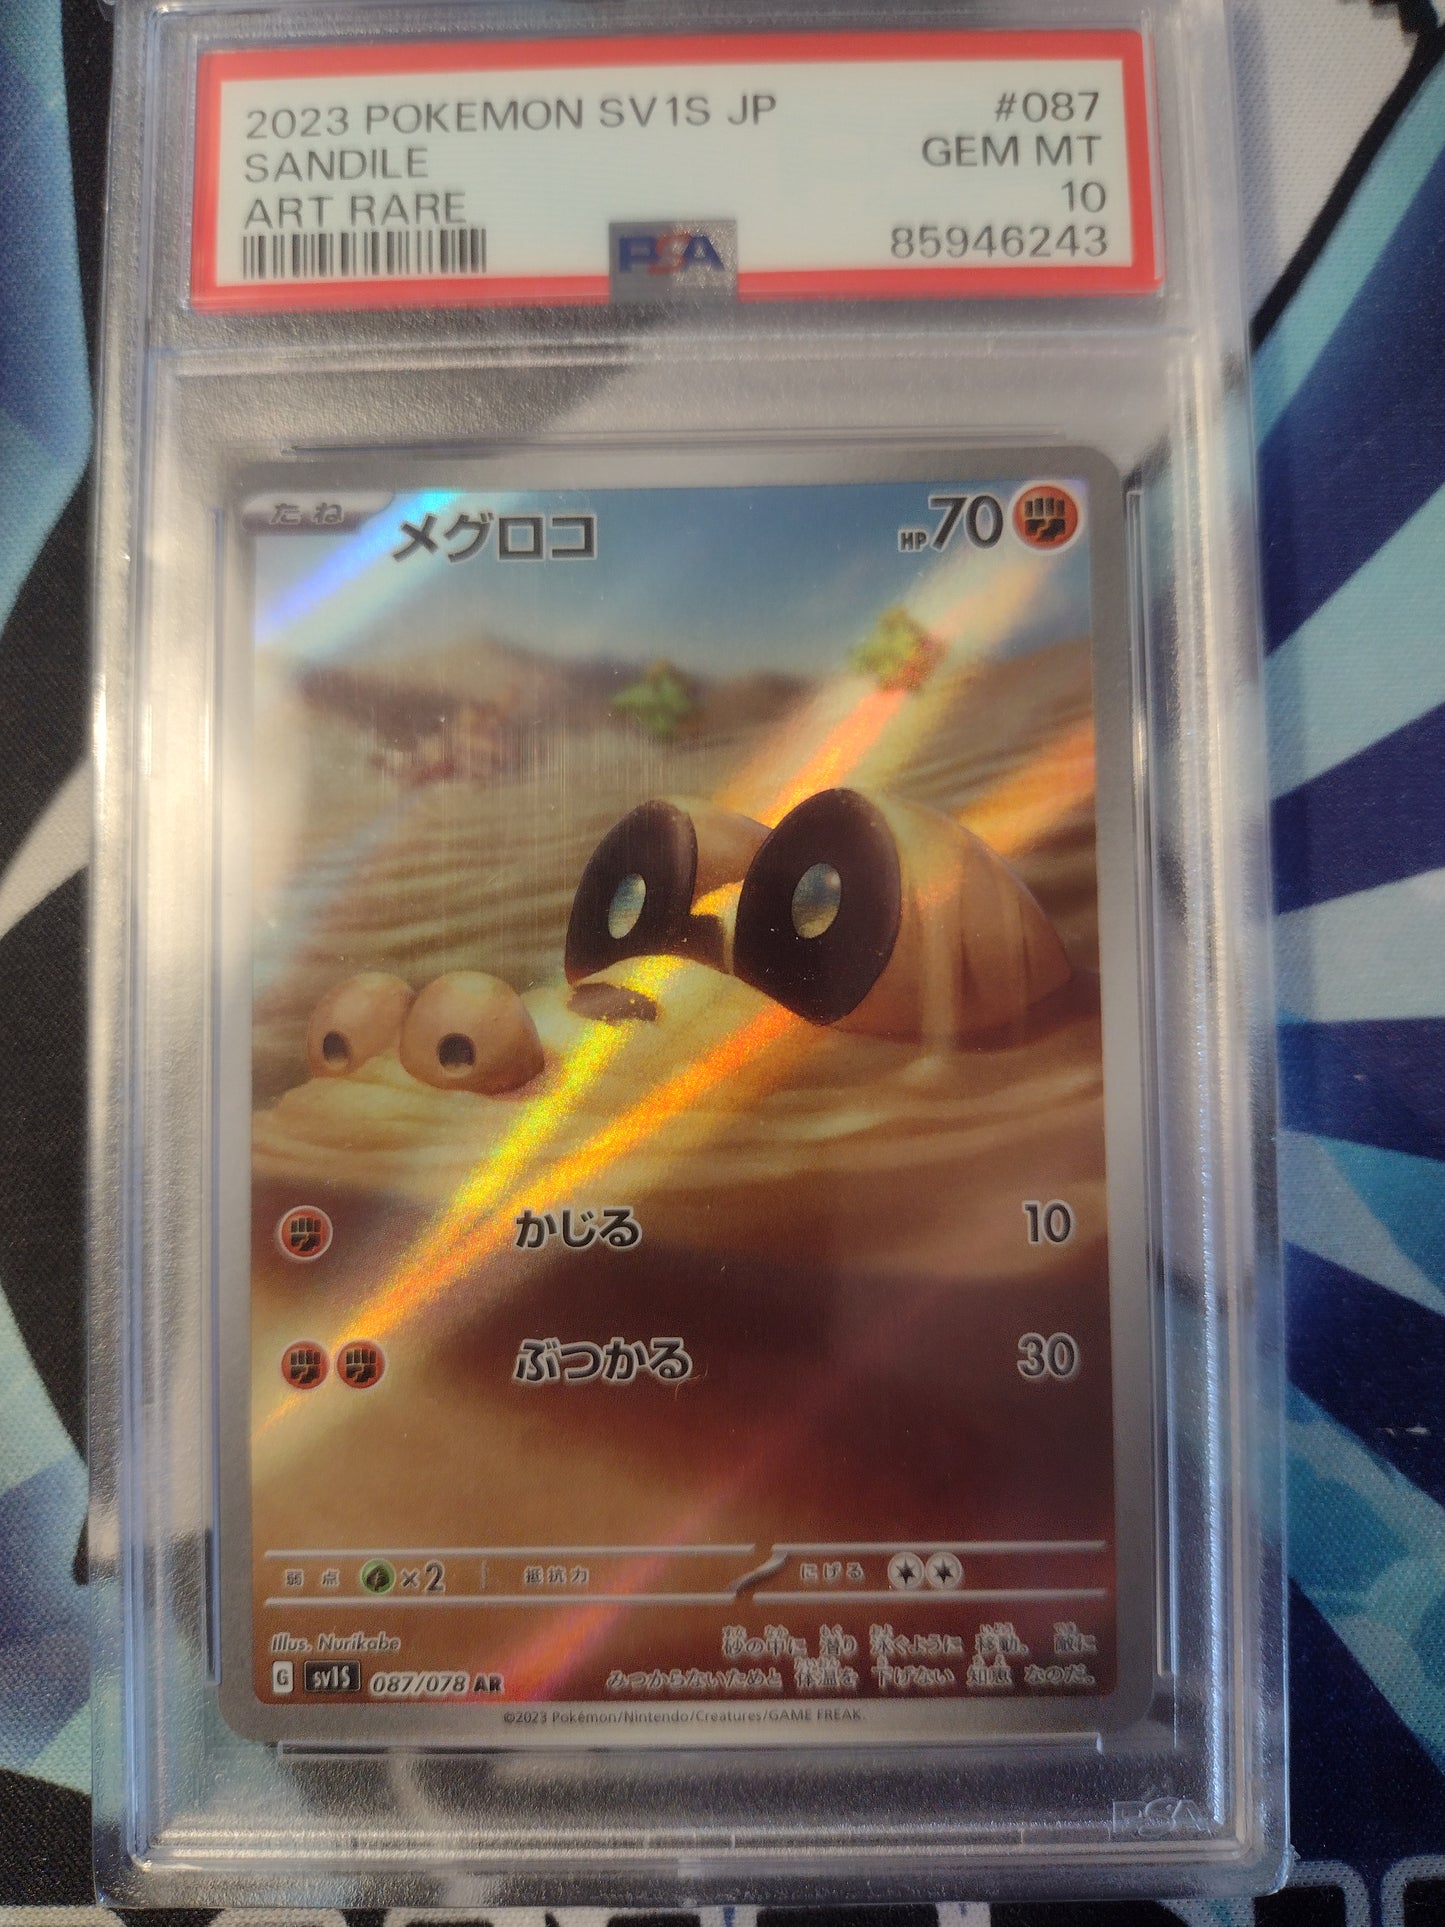 2023 POKEMON SV1S JP #087
SANDILE GEM MT
ART RARE 10
PSA 85946243
たね メグロコ HP70
かじる 10
ぶつかる 30
弱点 ×2 抵抗力 にげる
Illus. Nurikabe
砂の中に 潜り 泳ぐように 移動。 敵に
みつからないためと 体温を 下げない 知恵 なのだ。
G SV1S 087/078 AR
©2023 Pokémon/Nintendo/Creatures/GAME FREAK.
PSA